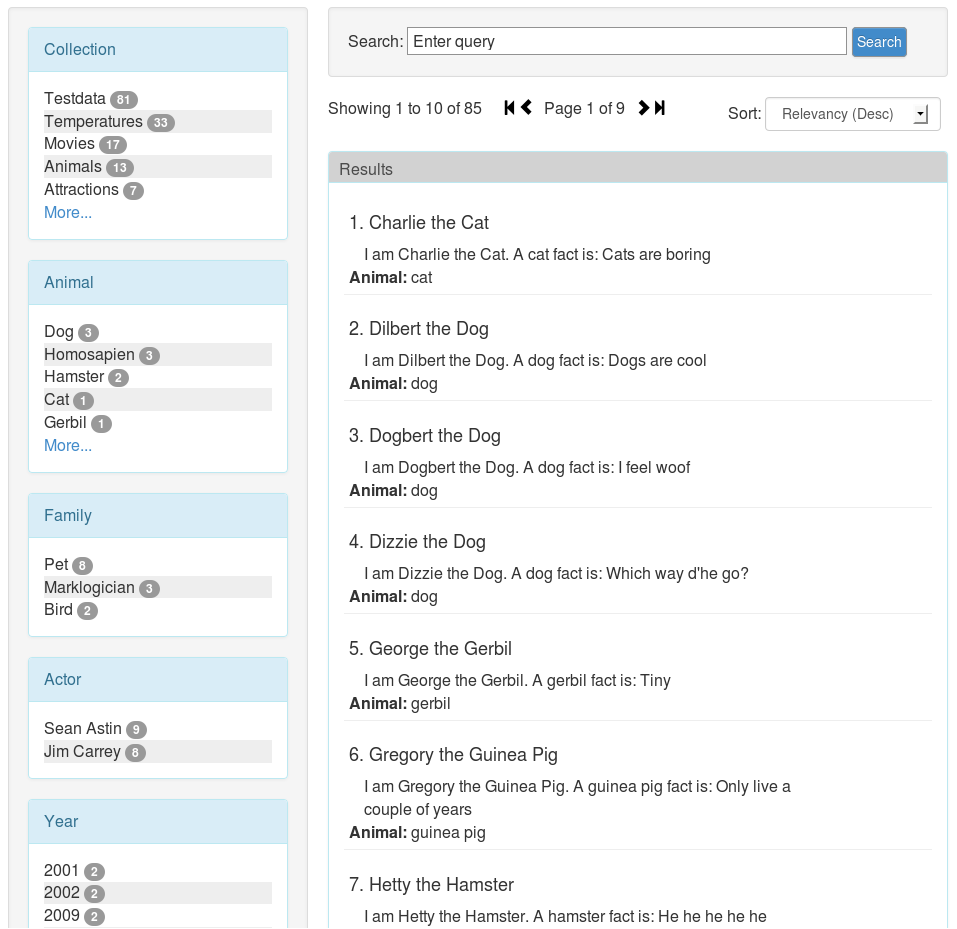 Collection
Testdata 81
Temperatures 33
Movies 17
Animals 13
Attractions 7
More...
Animal
Dog 3
Homosapien 3
Hamster 2
Cat 1
Gerbil 1
More...
Family
Pet 8
Marklogician 3
Bird 2
Actor
Sean Astin 9
Jim Carrey 8
Year
2001 2
2002 2
2009 2
Search: Enter query Search
Showing 1 to 10 of 85 Page 1 of 9 Sort: Relevancy (Desc)
Results
1. Charlie the Cat
I am Charlie the Cat. A cat fact is: Cats are boring
Animal: cat
2. Dilbert the Dog
I am Dilbert the Dog. A dog fact is: Dogs are cool
Animal: dog
3. Dogbert the Dog
I am Dogbert the Dog. A dog fact is: I feel woof
Animal: dog
4. Dizzie the Dog
I am Dizzie the Dog. A dog fact is: Which way d'he go?
Animal: dog
5. George the Gerbil
I am George the Gerbil. A gerbil fact is: Tiny
Animal: gerbil
6. Gregory the Guinea Pig
I am Gregory the Guinea Pig. A guinea pig fact is: Only live a
couple of years
Animal: guinea pig
7. Hetty the Hamster
I am Hetty the Hamster. A hamster fact is: He he he he he